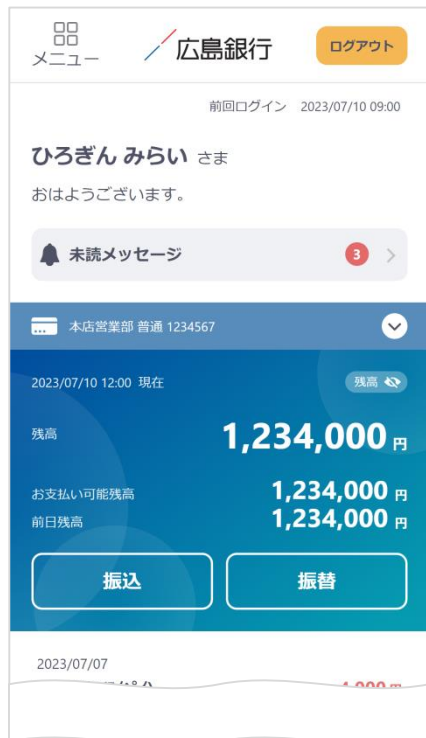 メニュー
広島銀行
ログアウト
前回ログイン 2023/07/10 09:00
ひろぎん みらい さま
おはようございます。
未読メッセージ 3
本店営業部 普通 1234567
2023/07/10 12:00 現在
残高
残高 1,234,000 円
お支払い可能残高 1,234,000 円
前日残高 1,234,000 円
振込
振替
2023/07/07